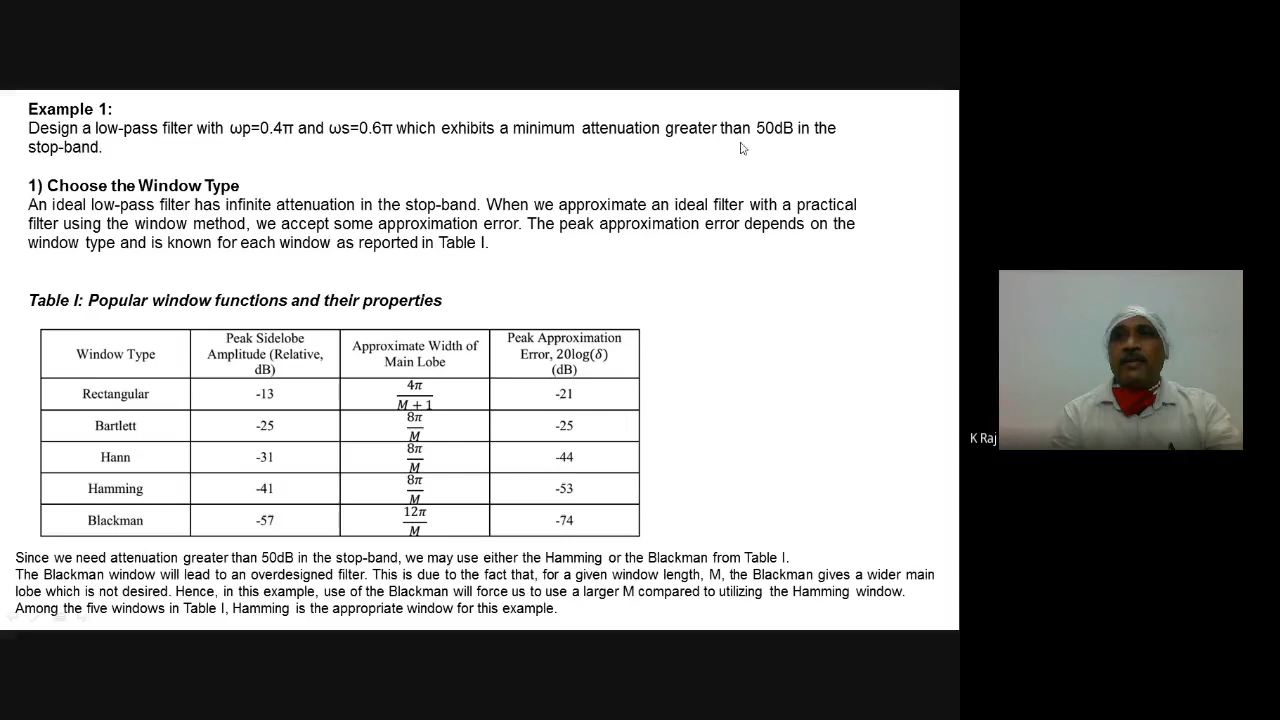 Example 1:
Design a low-pass filter with ωp=0.4π and ωs=0.6π which exhibits a minimum attenuation greater than 50dB in the
stop-band.
1) Choose the Window Type
An ideal low-pass filter has infinite attenuation in the stop-band. When we approximate an ideal filter with a practical
filter using the window method, we accept some approximation error. The peak approximation error depends on the
window type and is known for each window as reported in Table I.
Table I: Popular window functions and their properties
Window Type | Peak Sidelobe Amplitude (Relative, dB) | Approximate Width of Main Lobe | Peak Approximation Error, 20log(δ) (dB)
Rectangular | -13 | 4π/(M + 1) | -21
Bartlett | -25 | 8π/M | -25
Hann | -31 | 8π/M | -44
Hamming | -41 | 8π/M | -53
Blackman | -57 | 12π/M | -74
Since we need attenuation greater than 50dB in the stop-band, we may use either the Hamming or the Blackman from Table I.
The Blackman window will lead to an overdesigned filter. This is due to the fact that, for a given window length, M, the Blackman gives a wider main
lobe which is not desired. Hence, in this example, use of the Blackman will force us to use a larger M compared to utilizing the Hamming window.
Among the five windows in Table I, Hamming is the appropriate window for this example.
K Raj